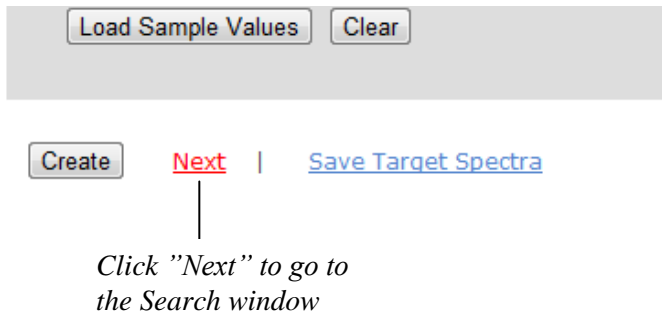 Load Sample Values Clear
Create Next | Save Target Spectra
Click ”Next” to go to
the Search window